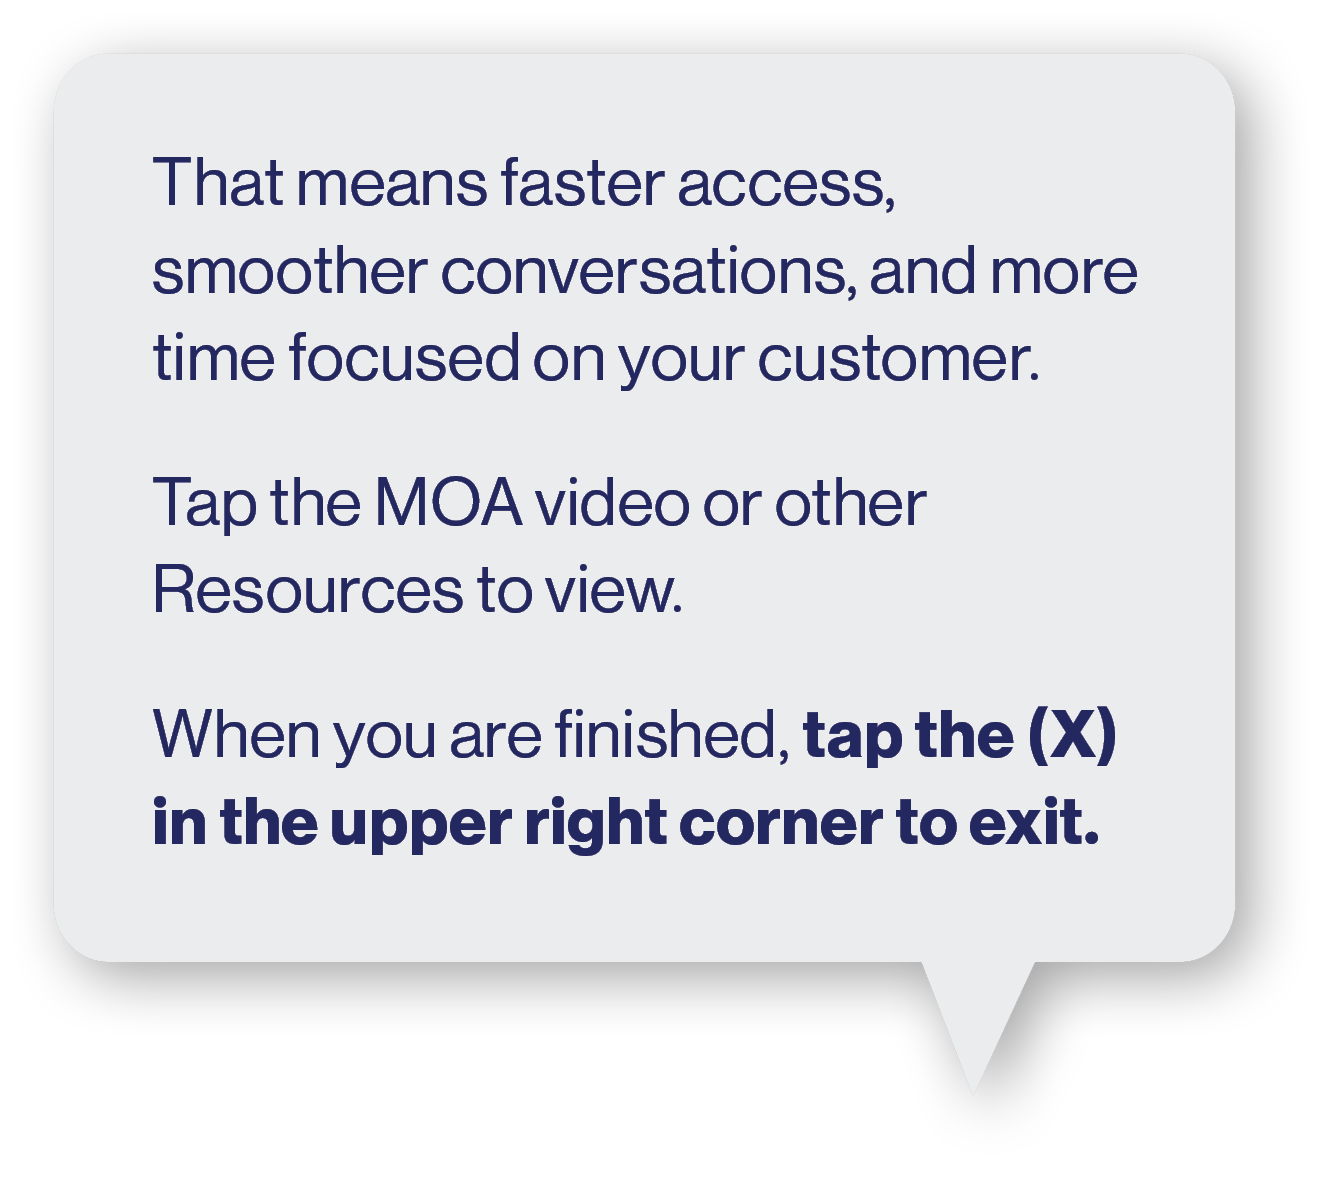 That means faster access,
smoother conversations, and more
time focused on your customer.
Tap the MOA video or other
Resources to view.
When you are finished, tap the (X)
in the upper right corner to exit.